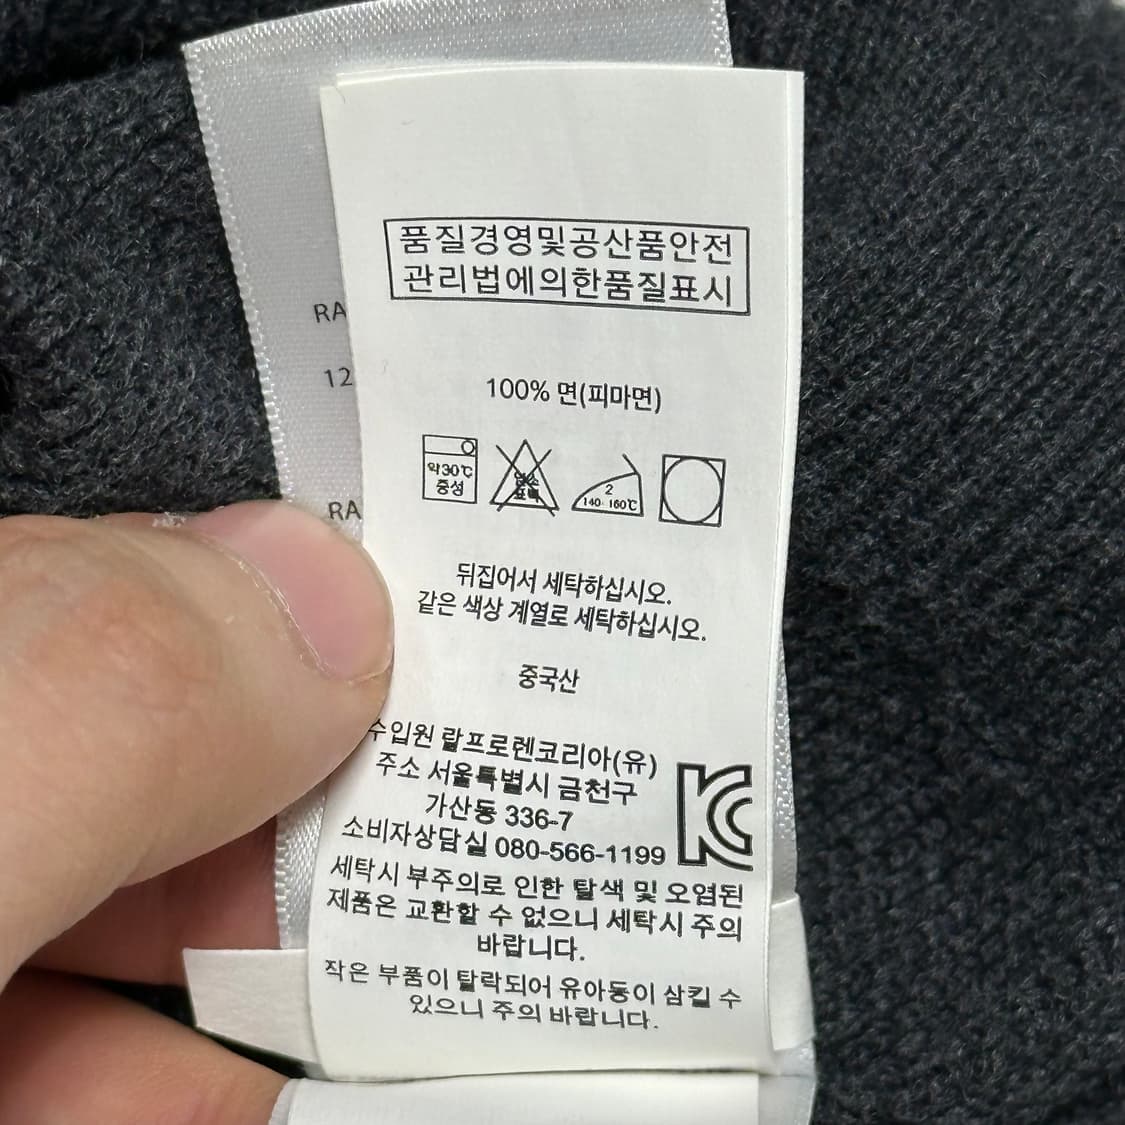 품질경영및공산품안전
관리법에의한품질표시
100% 면(피마면)
약30℃
중성
염소
표백
2
140-160℃
뒤집어서 세탁하십시오.
같은 색상 계열로 세탁하십시오.
중국산
수입원 랄프로렌코리아(유)
주소 서울특별시 금천구
가산동 336-7
소비자상담실 080-566-1199
KC
세탁시 부주의로 인한 탈색 및 오염된
제품은 교환할 수 없으니 세탁시 주의
바랍니다.
작은 부품이 탈락되어 유아동이 삼킬 수
있으니 주의 바랍니다.
RA
12
RA